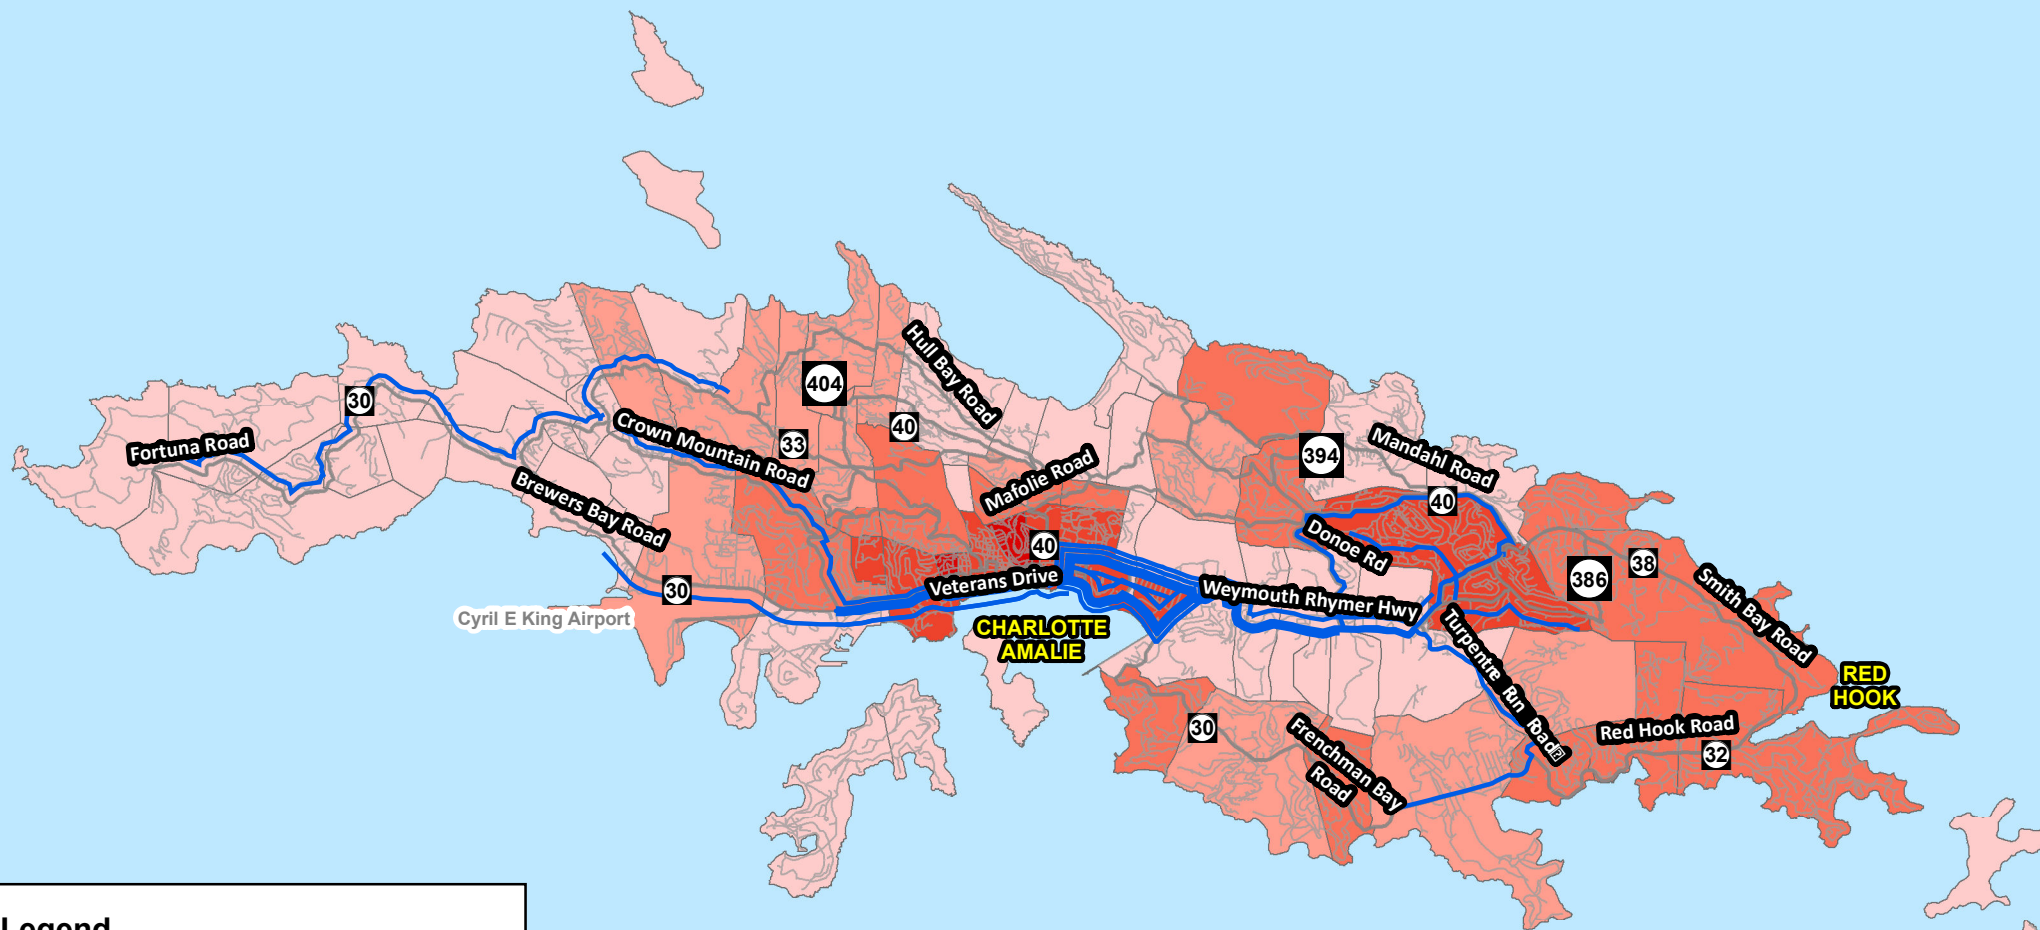 Hull Bay Road
404
30
40
Crown Mountain Road
33
Fortuna Road
394
Mandahl Road
Mafolie Road
Brewers Bay Road
40
40
Donoe Rd
38
386
Veterans Drive
30
Weymouth Rhymer Hwy
Smith Bay Road
Cyril E King Airport
CHARLOTTE
AMALIE
Turpentre Run Road
RED
HOOK
30
Frenchman Bay
Road
Red Hook Road
32
Legend